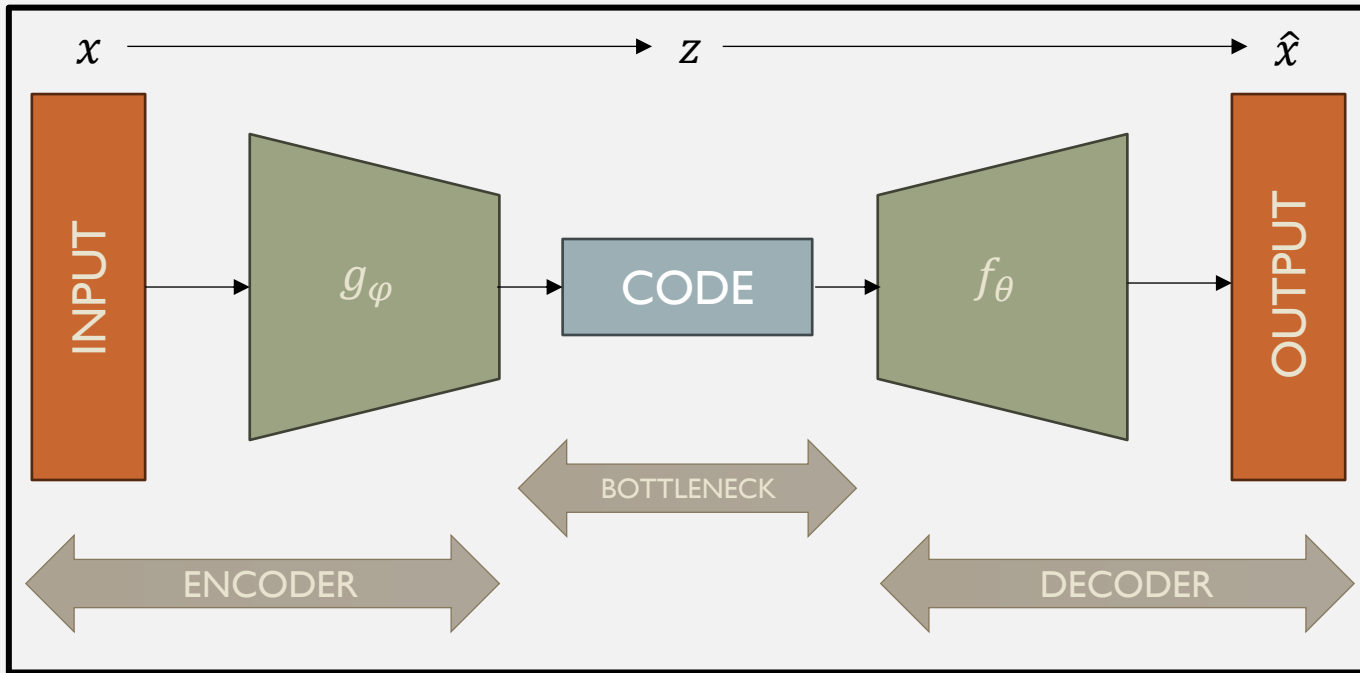 x z x̂
INPUT
g_φ
CODE
f_θ
OUTPUT
BOTTLENECK
ENCODER
DECODER